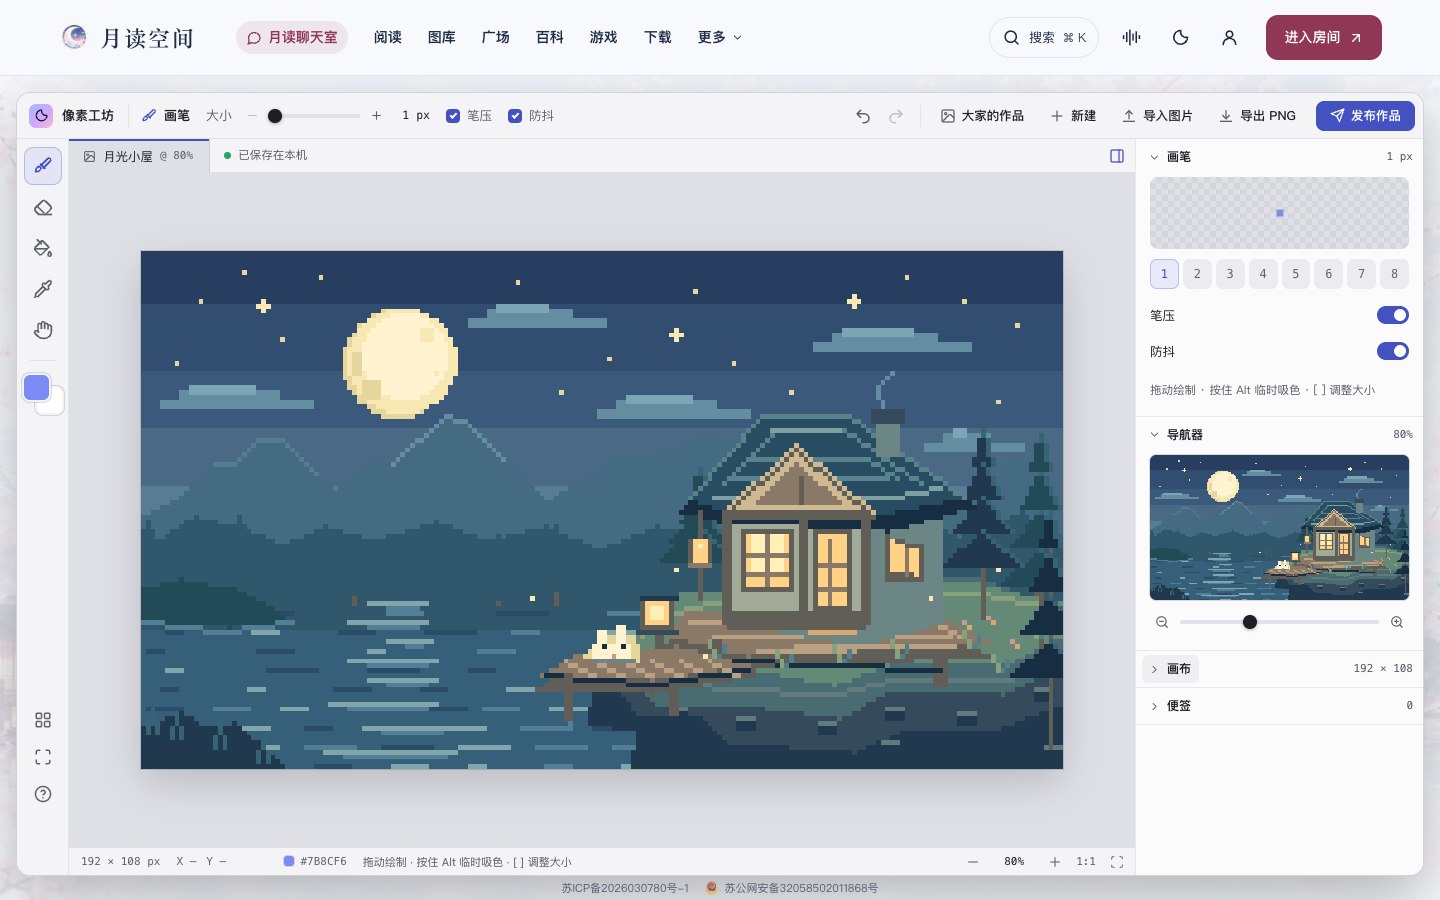 月读空间
月读聊天室 阅读 图库 广场 百科 游戏 下载 更多
搜索 ⌘ K
进入房间
像素工坊 画笔 大小 − + 1 px 笔压 防抖
大家的作品 新建 导入图片 导出 PNG 发布作品
月光小屋 @ 80% 已保存在本机
画笔 1 px
1 2 3 4 5 6 7 8
笔压
防抖
拖动绘制 · 按住 Alt 临时吸色 · [ ] 调整大小
导航器 80%
画布 192 × 108
便签 0
192 × 108 px X — Y — #7B8CF6 拖动绘制 · 按住 Alt 临时吸色 · [ ] 调整大小 80% 1:1
苏ICP备2026030780号-1 苏公网安备32058502011868号